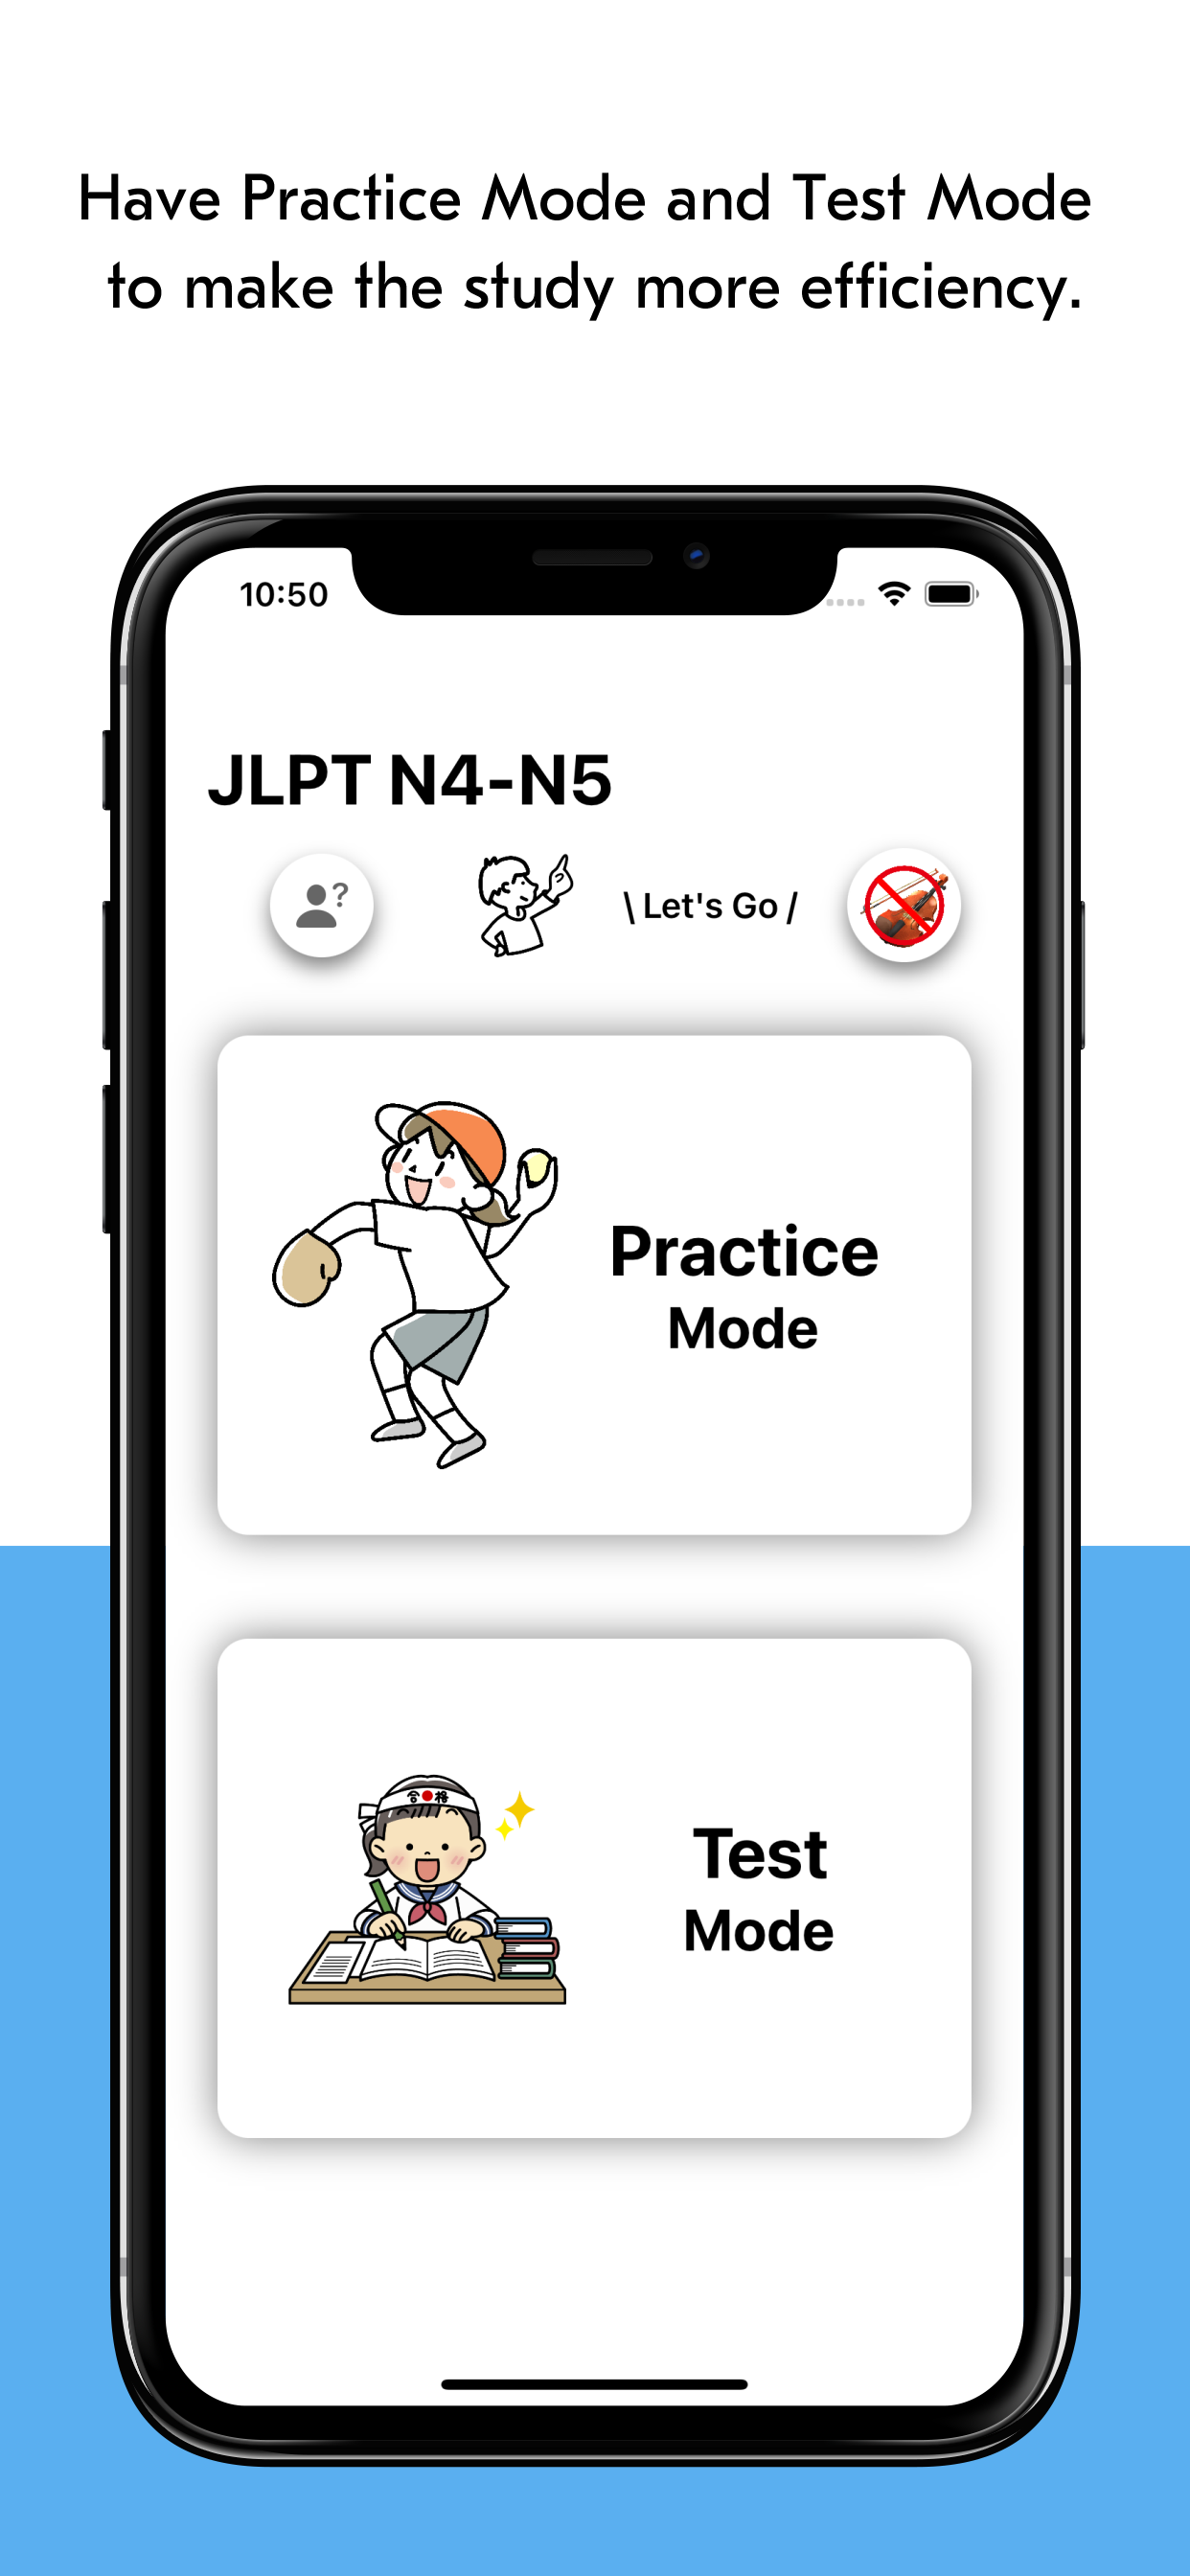 Have Practice Mode and Test Mode
to make the study more efficiency.
10:50
JLPT N4-N5
?
\ Let's Go /
Practice
Mode
合格
Test
Mode